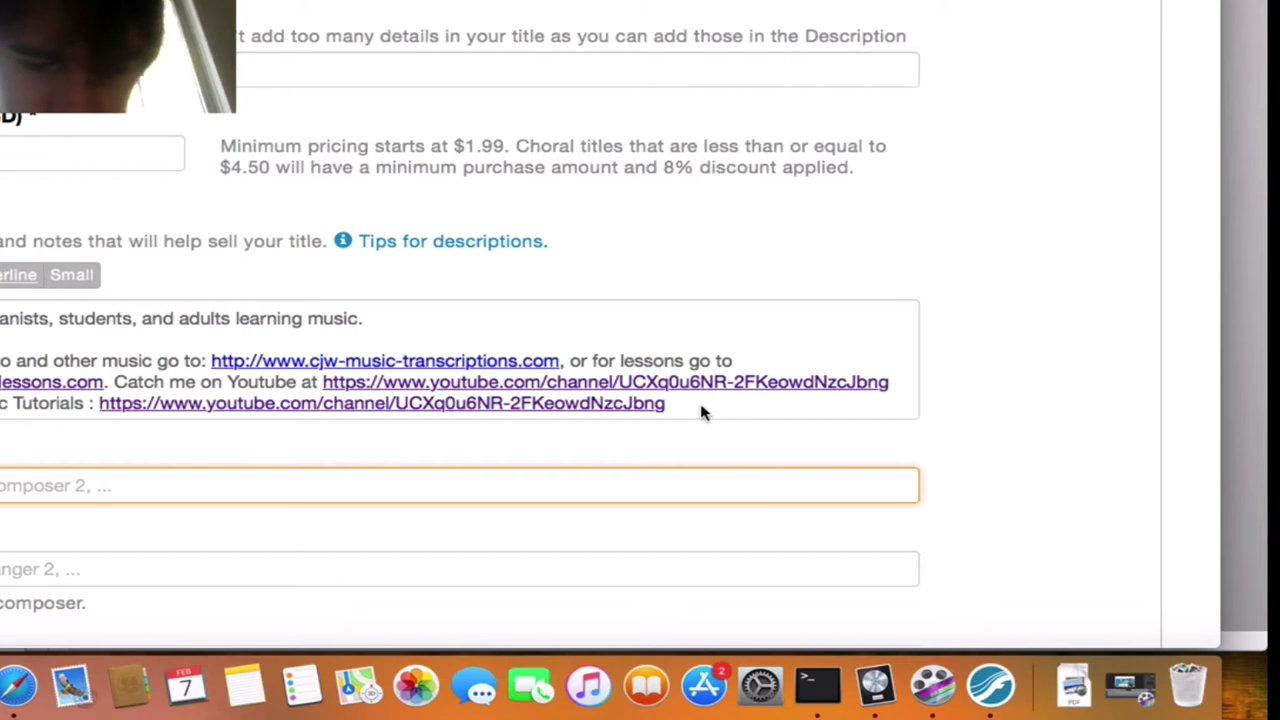 't add too many details in your title as you can add those in the Description
D) *
Minimum pricing starts at $1.99. Choral titles that are less than or equal to
$4.50 will have a minimum purchase amount and 8% discount applied.
and notes that will help sell your title. Tips for descriptions.
erline Small
anists, students, and adults learning music.
o and other music go to: http://www.cjw-music-transcriptions.com, or for lessons go to
lessons.com. Catch me on Youtube at https://www.youtube.com/channel/UCXq0u6NR-2FKeowdNzcJbng
c Tutorials : https://www.youtube.com/channel/UCXq0u6NR-2FKeowdNzcJbng
omposer 2, ...
nger 2, ...
composer.
FEB
7
3D
2
>_
PDF